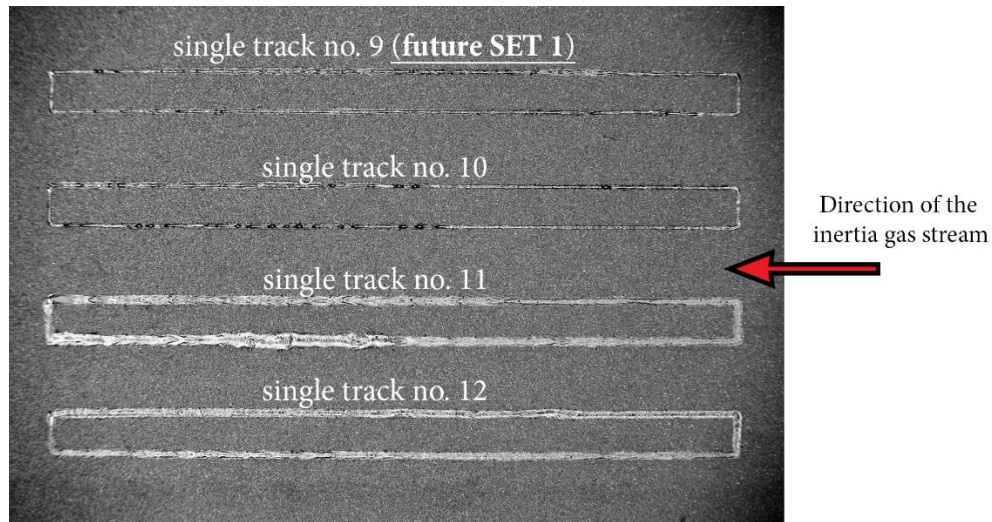 single track no. 9 (future SET 1)
single track no. 10
Direction of the
inertia gas stream
single track no. 11
single track no. 12